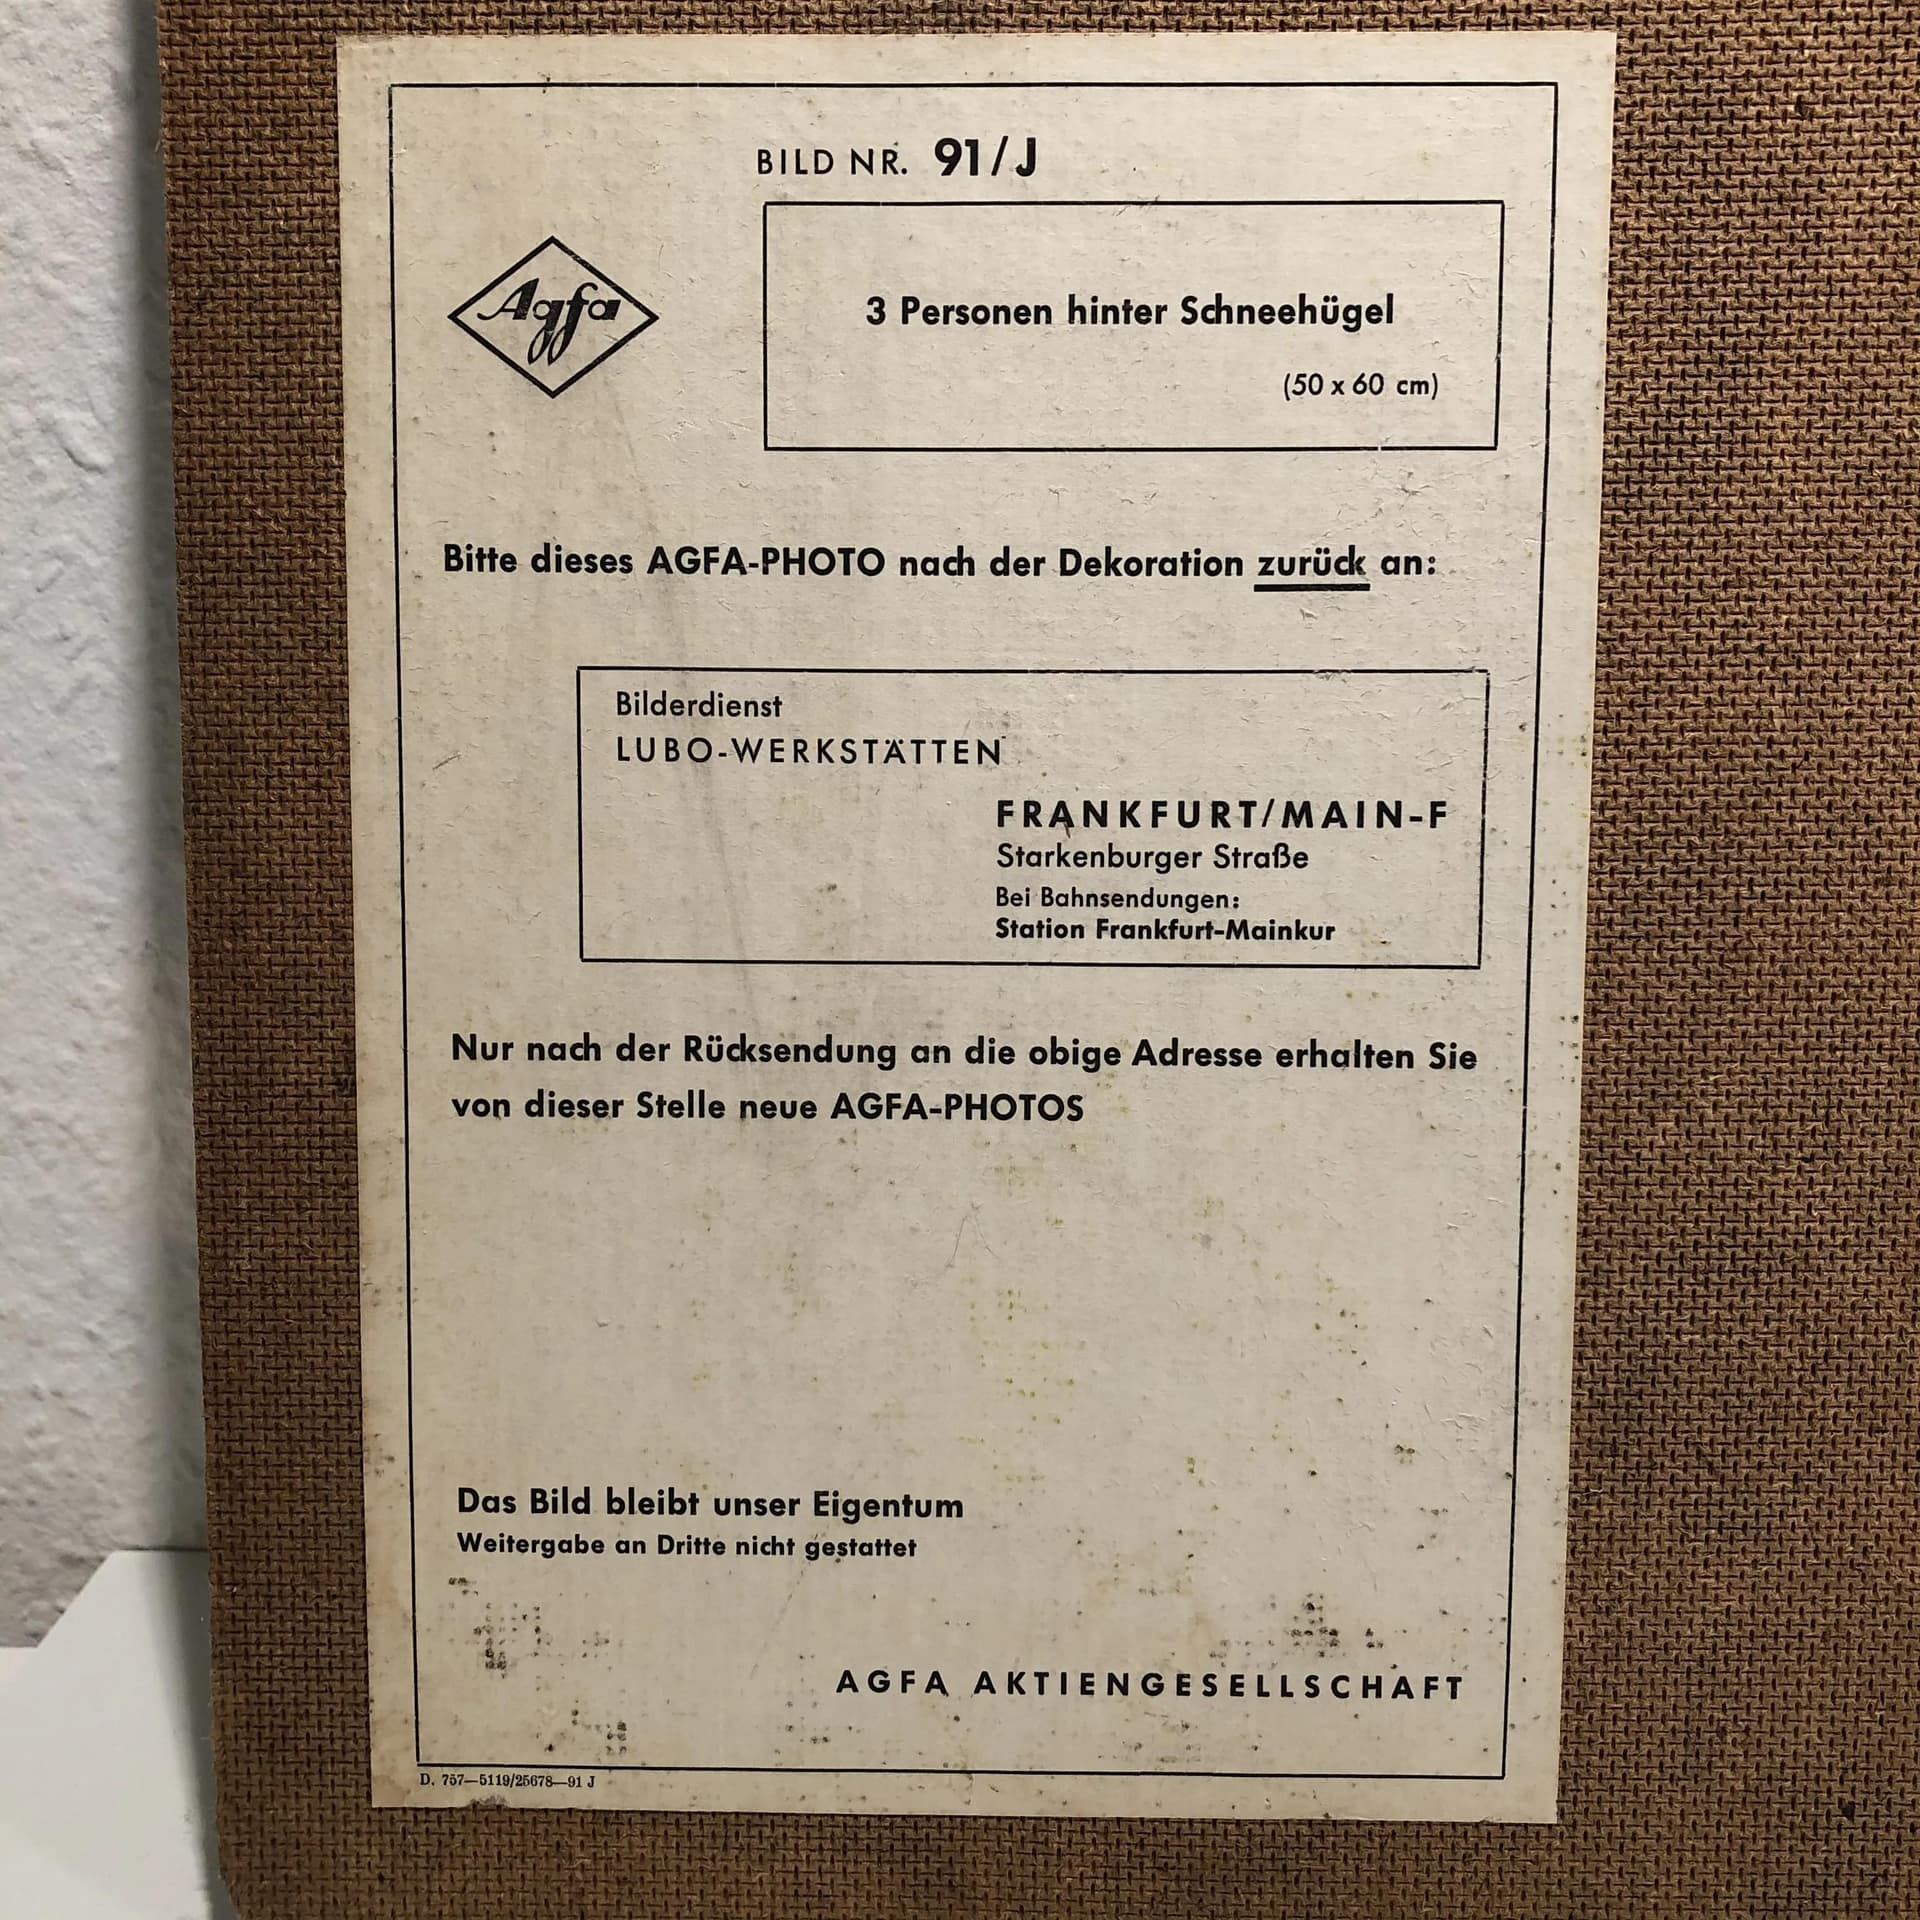 BILD NR. 91/J
Agfa
3 Personen hinter Schneehügel
(50 x 60 cm)
Bitte dieses AGFA-PHOTO nach der Dekoration zurück an:
Bilderdienst
LUBO-WERKSTÄTTEN
FRANKFURT/MAIN-F
Starkenburger Straße
Bei Bahnsendungen:
Station Frankfurt-Mainkur
Nur nach der Rücksendung an die obige Adresse erhalten Sie
von dieser Stelle neue AGFA-PHOTOS
Das Bild bleibt unser Eigentum
Weitergabe an Dritte nicht gestattet
AGFA AKTIENGESELLSCHAFT
D. 757—5119/25678—91 J